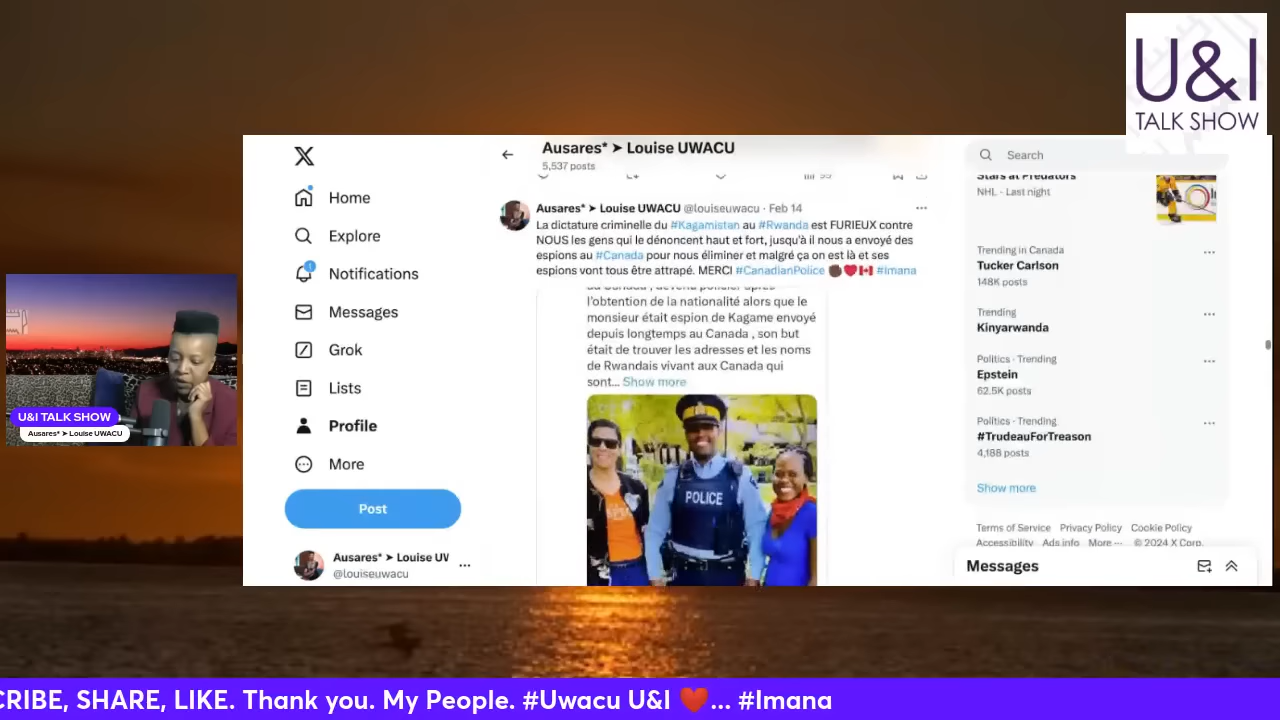 U&I
TALK SHOW
Ausares* ➤ Louise UWACU
5,537 posts
Home
Explore
1
Notifications
Messages
Grok
Lists
Profile
More
Post
Ausares* ➤ Louise UW
@louiseuwacu
Ausares* ➤ Louise UWACU @louiseuwacu · Feb 14
La dictature criminelle du #Kagamistan au #Rwanda est FURIEUX contre
NOUS les gens qui le dénoncent haut et fort, jusqu'à il nous a envoyé des
espions au #Canada pour nous éliminer et malgré ça on est là et ses
espions vont tous être attrapé. MERCI #CanadianPolice ✊🏿❤️🇨🇦 #Imana
du Canada , devenu policier après
l'obtention de la nationalité alors que le
monsieur était espion de Kagame envoyé
depuis longtemps au Canada , son but
était de trouver les adresses et les noms
de Rwandais vivant aux Canada qui
sont... Show more
POLICE
Search
Stars at Predators
NHL · Last night
Trending in Canada
Tucker Carlson
148K posts
Trending
Kinyarwanda
Politics · Trending
Epstein
62.5K posts
Politics · Trending
#TrudeauForTreason
4,188 posts
Show more
Terms of Service Privacy Policy Cookie Policy
Accessibility Ads info More ··· © 2024 X Corp.
Messages
U&I TALK SHOW
Ausares* ➤ Louise UWACU
CRIBE, SHARE, LIKE. Thank you. My People. #Uwacu U&I ❤️... #Imana